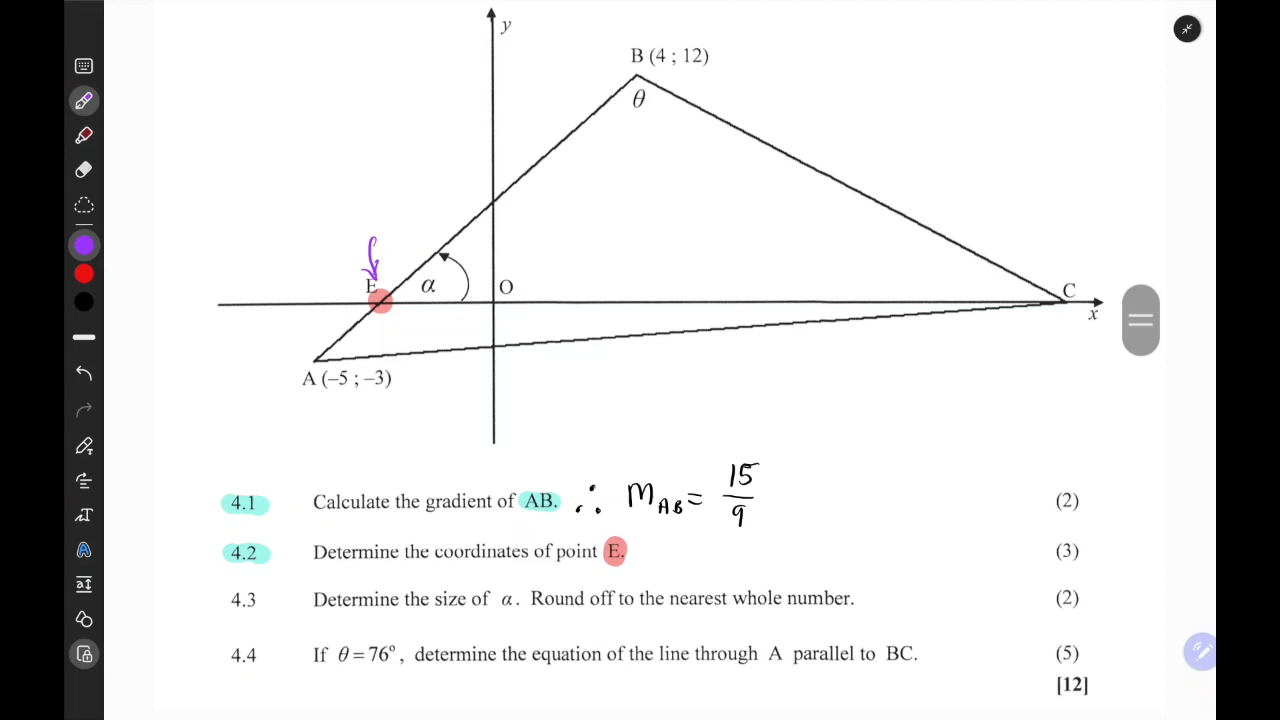 y
B (4 ; 12)
θ
E
α
O
C
x
A (–5 ; –3)
4.1 Calculate the gradient of AB. ∴ m_AB = 15/9 (2)
4.2 Determine the coordinates of point E. (3)
4.3 Determine the size of α. Round off to the nearest whole number. (2)
4.4 If θ = 76°, determine the equation of the line through A parallel to BC. (5)
[12]